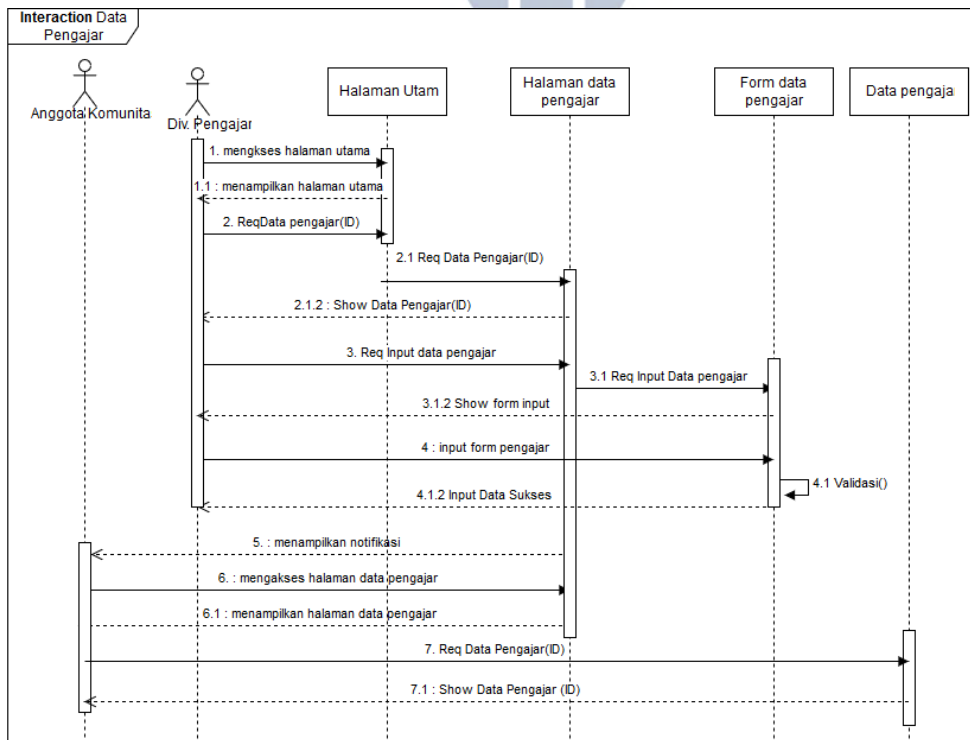 Interaction Data
Pengajar
Anggota Komunita
Div. Pengajar
Halaman Utam
Halaman data
pengajar
Form data
pengajar
Data pengaja
1. mengkses halaman utama
1.1 : menampilkan halaman utama
2. ReqData pengajar(ID)
2.1 Req Data Pengajar(ID)
2.1.2 : Show Data Pengajar(ID)
3. Req Input data pengajar
3.1 Req Input Data pengajar
3.1.2 Show form input
4 : input form pengajar
4.1 Validasi()
4.1.2 Input Data Sukses
5. : menampilkan notifikasi
6. : mengakses halaman data pengajar
6.1 : menampilkan halaman data pengajar
7. Req Data Pengajar(ID)
7.1 : Show Data Pengajar (ID)